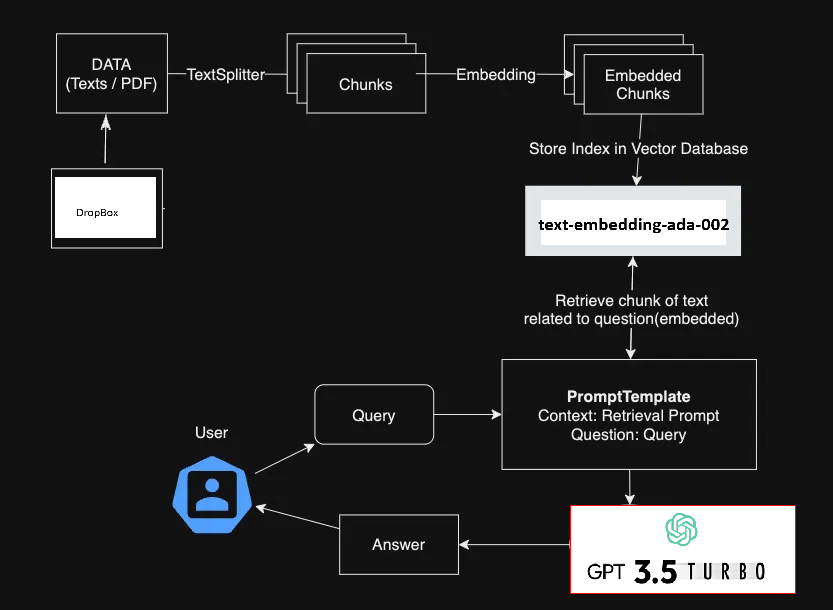 DATA
(Texts / PDF)
TextSplitter
Chunks
Embedding
Embedded
Chunks
Store Index in Vector Database
DropBox
text-embedding-ada-002
Retrieve chunk of text
related to question(embedded)
PromptTemplate
Context: Retrieval Prompt
Question: Query
Query
User
Answer
GPT 3.5 TURBO